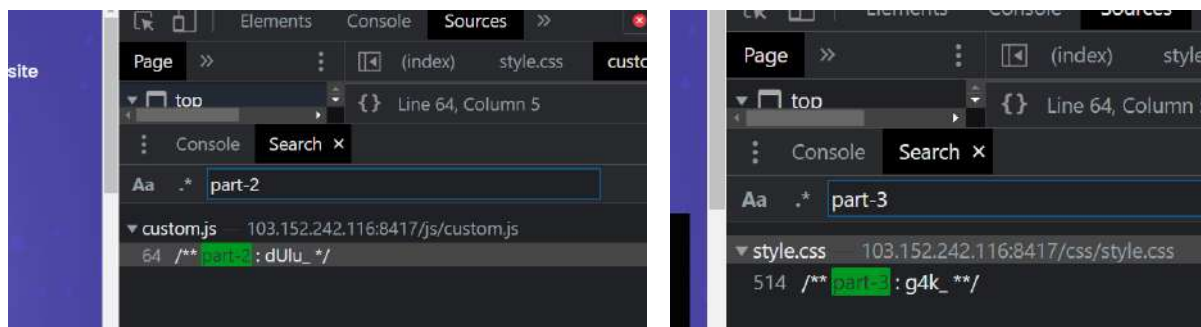 site
Elements Console Sources »
Page » (index) style.css custo
top {} Line 64, Column 5
Console Search ×
Aa .* part-2
custom.js — 103.152.242.116:8417/js/custom.js
64 /** part-2 : dUlu_ */
Elements Console Sources
Page » (index) style
top {} Line 64, Column
Console Search ×
Aa .* part-3
style.css — 103.152.242.116:8417/css/style.css
514 /** part-3 : g4k_ **/